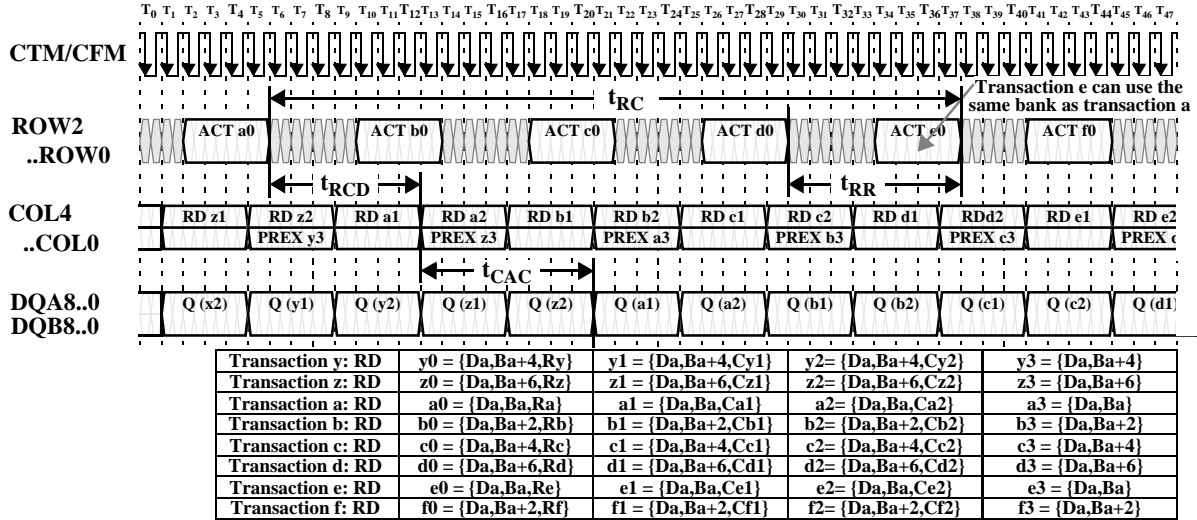 T0 T1 T2 T3 T4 T5 T6 T7 T8 T9 T10 T11 T12 T13 T14 T15 T16 T17 T18 T19 T20 T21 T22 T23 T24 T25 T26 T27 T28 T29 T30 T31 T32 T33 T34 T35 T36 T37 T38 T39 T40 T41 T42 T43 T44 T45 T46 T47
CTM/CFM
Transaction e can use the
same bank as transaction a
tRC
ROW2 ACT a0 ACT b0 ACT c0 ACT d0 ACT e0 ACT f0
..ROW0
tRCD tRR
COL4 RD z1 RD z2 RD a1 RD a2 RD b1 RD b2 RD c1 RD c2 RD d1 RDd2 RD e1 RD e2
..COL0 PREX y3 PREX z3 PREX a3 PREX b3 PREX c3 PREX
tCAC
DQA8..0 Q (x2) Q (y1) Q (y2) Q (z1) Q (z2) Q (a1) Q (a2) Q (b1) Q (b2) Q (c1) Q (c2) Q (d1)
DQB8..0
Transaction y: RD y0 = {Da,Ba+4,Ry} y1 = {Da,Ba+4,Cy1} y2= {Da,Ba+4,Cy2} y3 = {Da,Ba+4}
Transaction z: RD z0 = {Da,Ba+6,Rz} z1 = {Da,Ba+6,Cz1} z2= {Da,Ba+6,Cz2} z3 = {Da,Ba+6}
Transaction a: RD a0 = {Da,Ba,Ra} a1 = {Da,Ba,Ca1} a2= {Da,Ba,Ca2} a3 = {Da,Ba}
Transaction b: RD b0 = {Da,Ba+2,Rb} b1 = {Da,Ba+2,Cb1} b2= {Da,Ba+2,Cb2} b3 = {Da,Ba+2}
Transaction c: RD c0 = {Da,Ba+4,Rc} c1 = {Da,Ba+4,Cc1} c2= {Da,Ba+4,Cc2} c3 = {Da,Ba+4}
Transaction d: RD d0 = {Da,Ba+6,Rd} d1 = {Da,Ba+6,Cd1} d2= {Da,Ba+6,Cd2} d3 = {Da,Ba+6}
Transaction e: RD e0 = {Da,Ba,Re} e1 = {Da,Ba,Ce1} e2= {Da,Ba,Ce2} e3 = {Da,Ba}
Transaction f: RD f0 = {Da,Ba+2,Rf} f1 = {Da,Ba+2,Cf1} f2= {Da,Ba+2,Cf2} f3 = {Da,Ba+2}